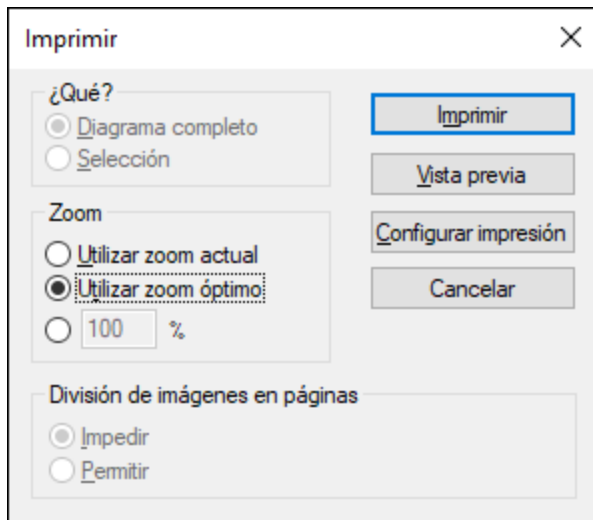 Imprimir
¿Qué?
Diagrama completo
Selección
Zoom
Utilizar zoom actual
Utilizar zoom óptimo
100 %
División de imágenes en páginas
Impedir
Permitir
Imprimir
Vista previa
Configurar impresión
Cancelar